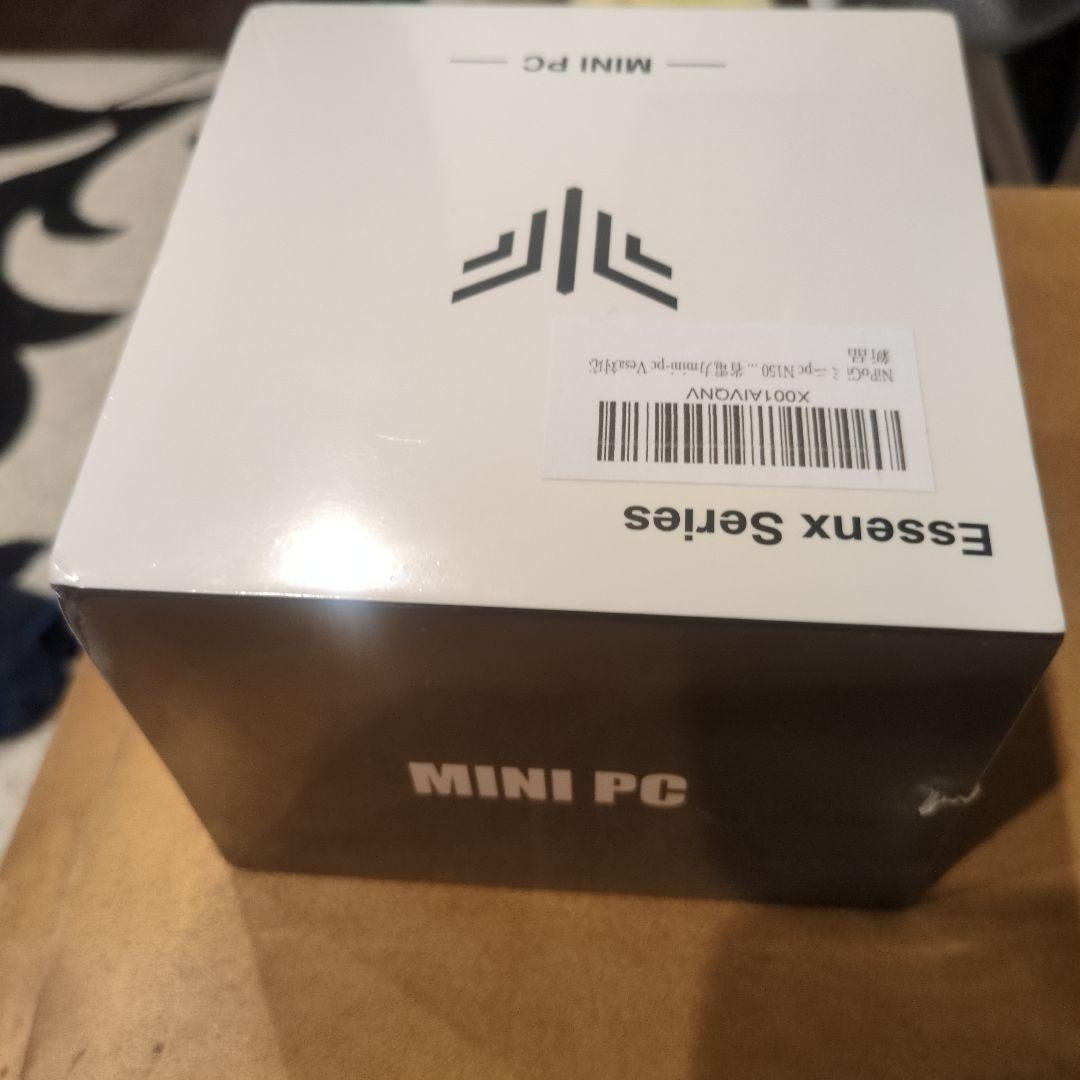 MINI PC
Essenx Series
X001AIVQNV
NiPoGi ミニpc N150 ... 省電力mini-pc Vesa対応
新品
MINI PC